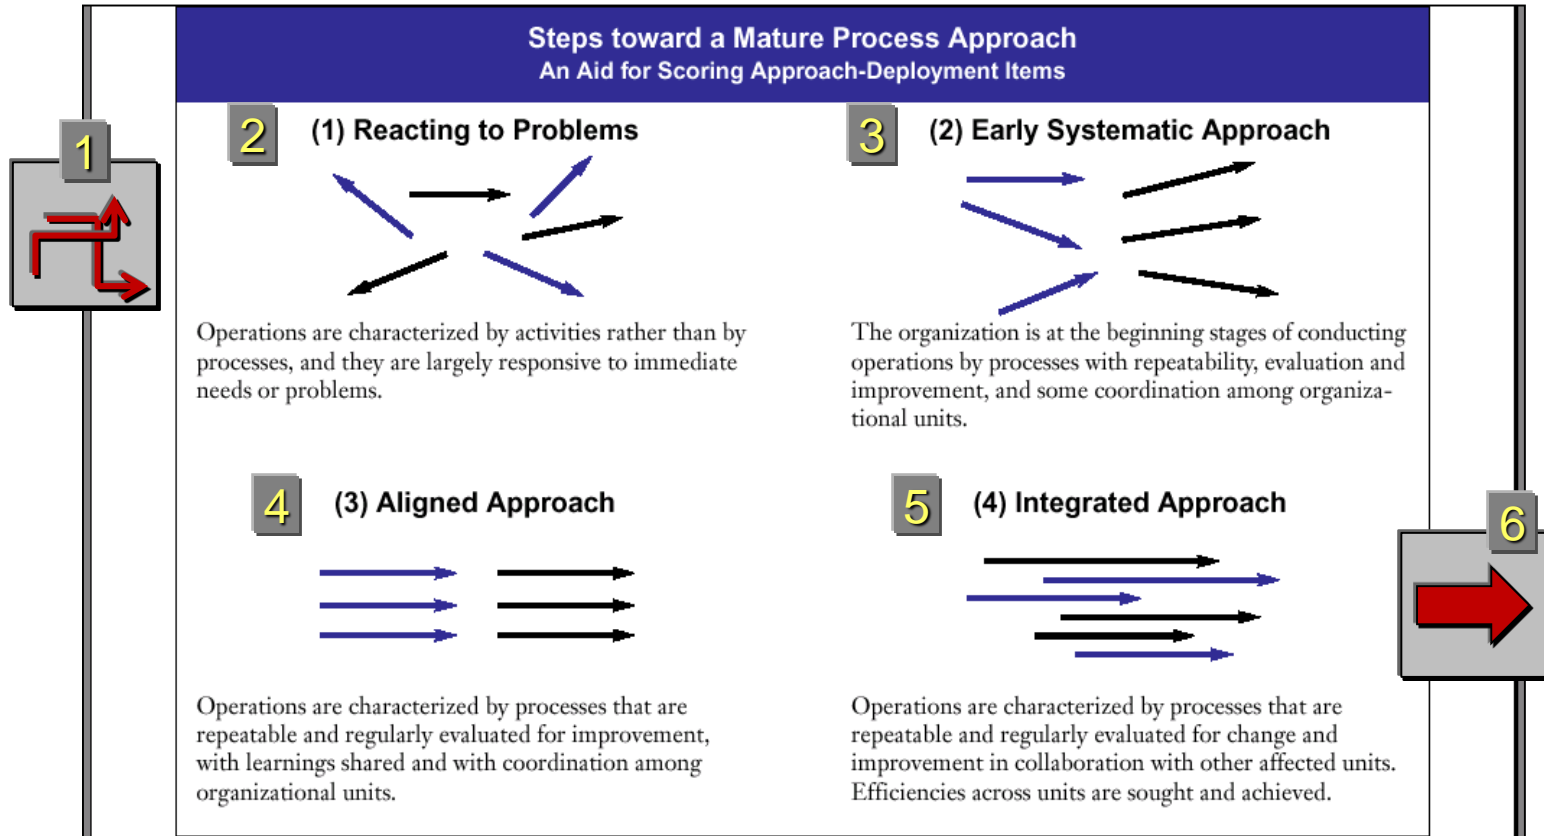 Steps toward a Mature Process Approach
An Aid for Scoring Approach-Deployment Items
1
2
(1) Reacting to Problems
Operations are characterized by activities rather than by
processes, and they are largely responsive to immediate
needs or problems.
3
(2) Early Systematic Approach
The organization is at the beginning stages of conducting
operations by processes with repeatability, evaluation and
improvement, and some coordination among organiza-
tional units.
4
(3) Aligned Approach
Operations are characterized by processes that are
repeatable and regularly evaluated for improvement,
with learnings shared and with coordination among
organizational units.
5
(4) Integrated Approach
Operations are characterized by processes that are
repeatable and regularly evaluated for change and
improvement in collaboration with other affected units.
Efficiencies across units are sought and achieved.
6